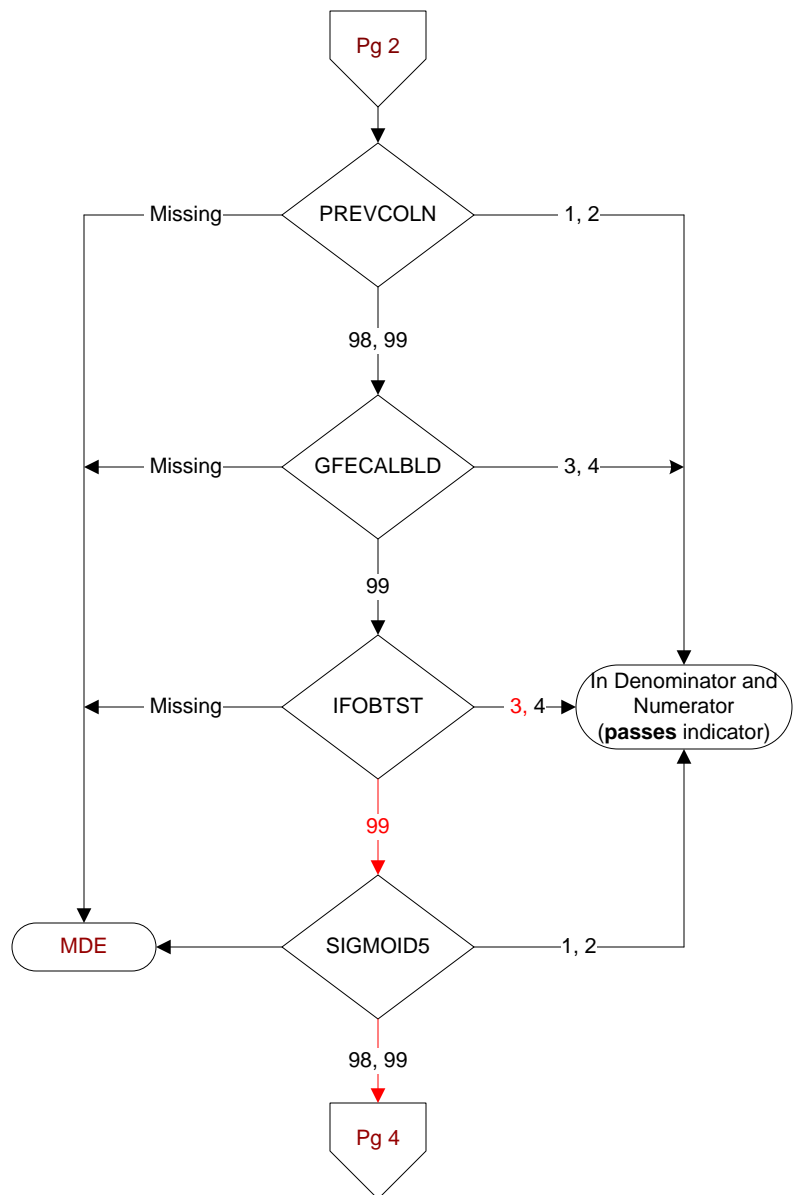 Pg 2
PREVCOLN
Missing
1, 2
98, 99
GFECALBLD
Missing
3, 4
99
IFOBTST
Missing
3, 4
In Denominator and
Numerator
(passes indicator)
99
SIGMOID5
MDE
1, 2
98, 99
Pg 4